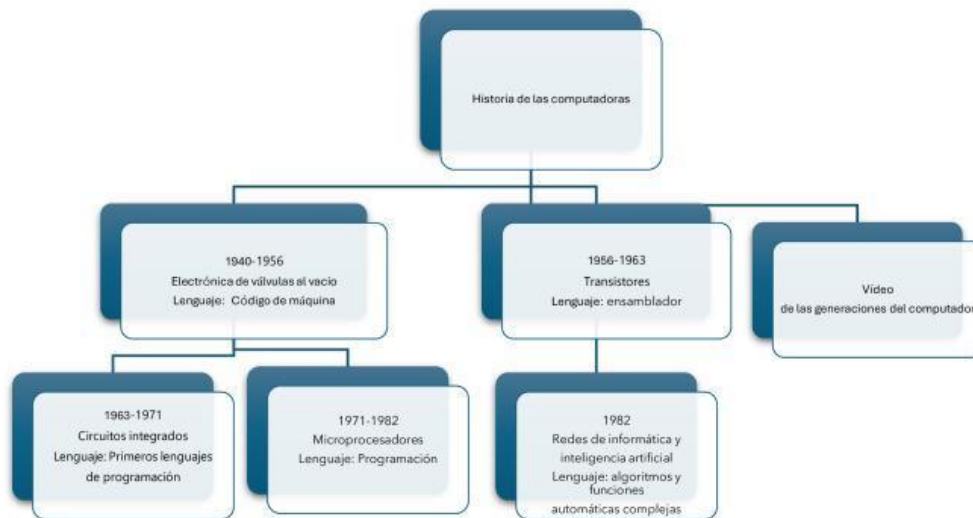 Historia de las computadoras
1940-1956
Electrónica de válvulas al vacío
Lenguaje: Código de máquina
1956-1963
Transistores
Lenguaje: ensamblador
Vídeo
de las generaciones del computador
1963-1971
Circuitos integrados
Lenguaje: Primeros lenguajes
de programación
1971-1982
Microprocesadores
Lenguaje: Programación
1982
Redes de informática y
inteligencia artificial
Lenguaje: algoritmos y
funciones
automáticas complejas